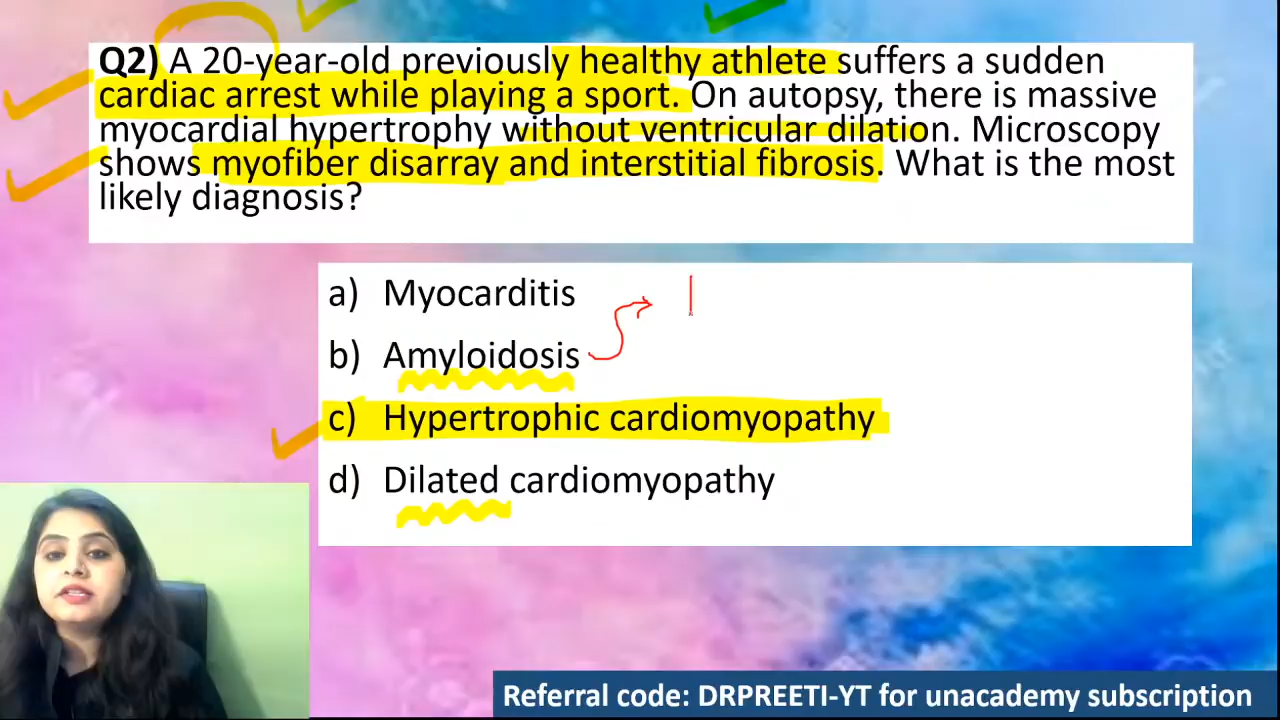 Q2) A 20-year-old previously healthy athlete suffers a sudden
cardiac arrest while playing a sport. On autopsy, there is massive
myocardial hypertrophy without ventricular dilation. Microscopy
shows myofiber disarray and interstitial fibrosis. What is the most
likely diagnosis?
a) Myocarditis
b) Amyloidosis
c) Hypertrophic cardiomyopathy
d) Dilated cardiomyopathy
Referral code: DRPREETI-YT for unacademy subscription